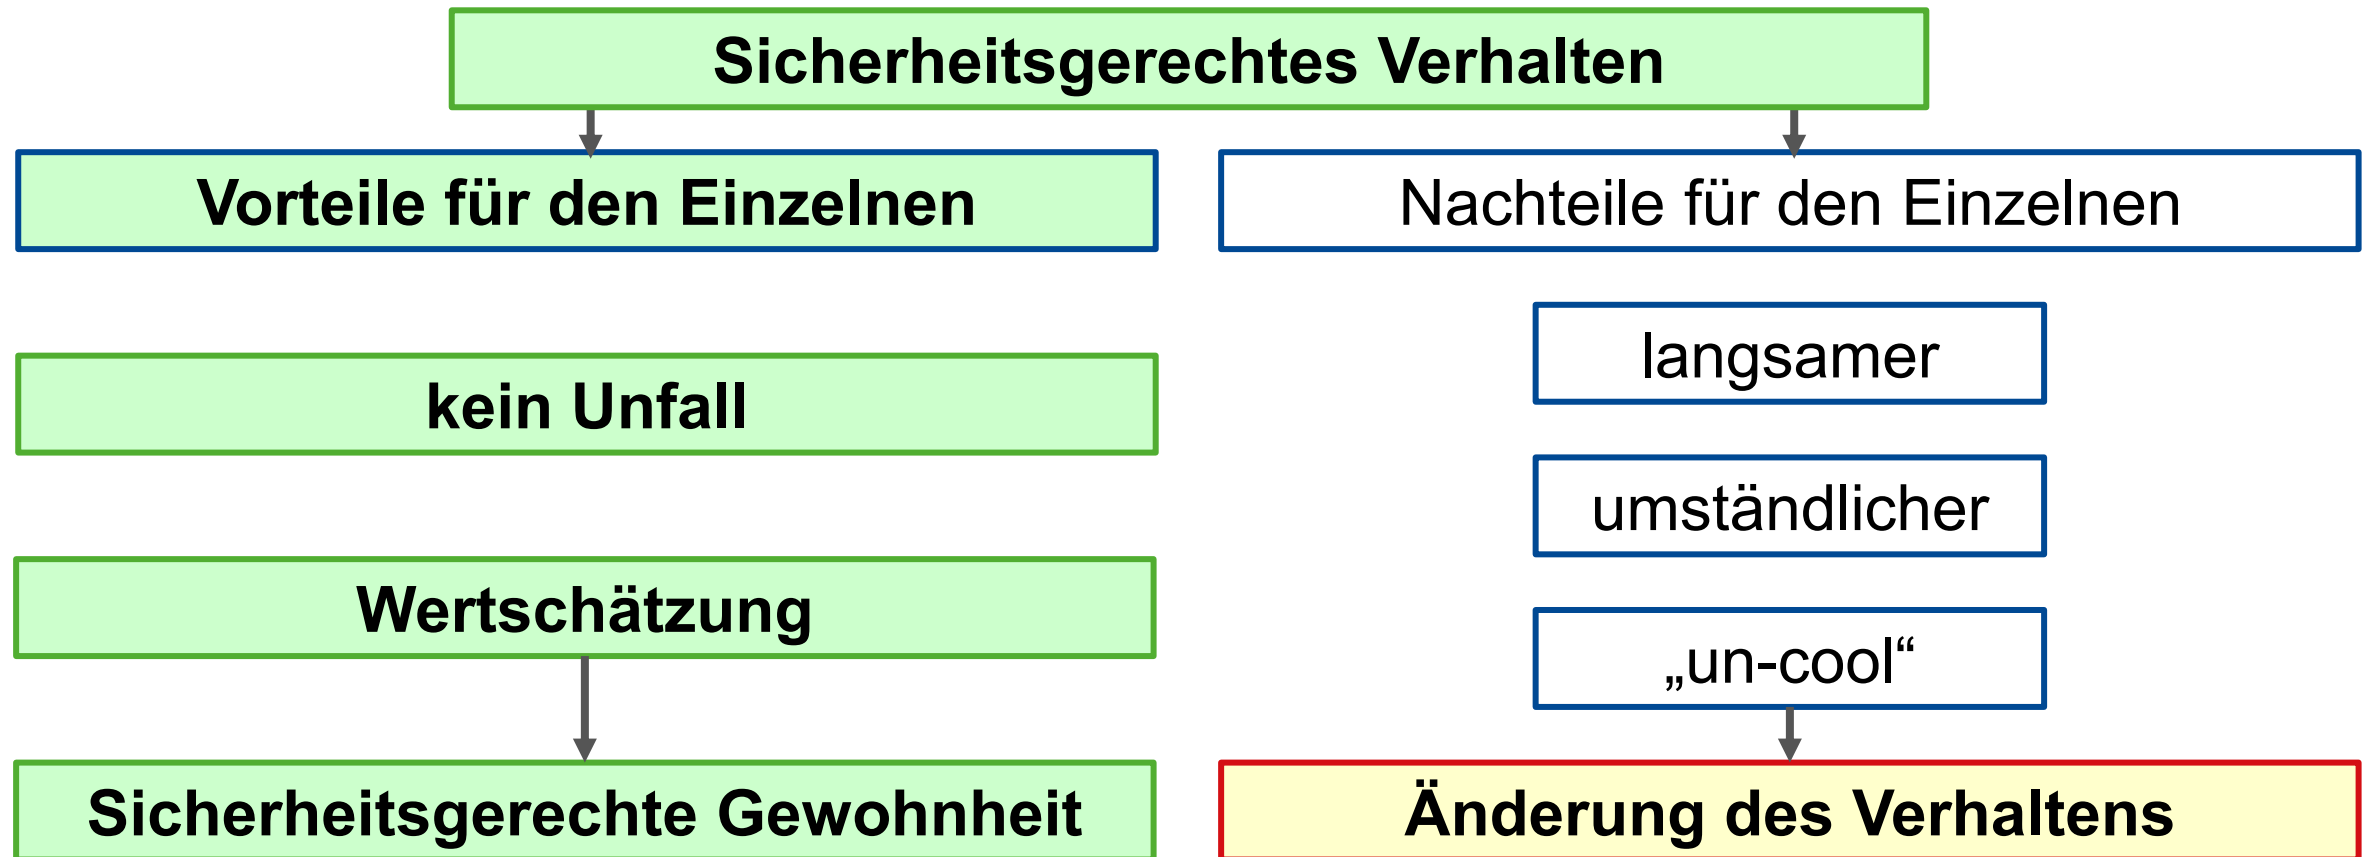 Sicherheitsgerechtes Verhalten
Vorteile für den Einzelnen
Nachteile für den Einzelnen
kein Unfall
Wertschätzung
Sicherheitsgerechte Gewohnheit
langsamer
umständlicher
„un-cool“
Änderung des Verhaltens